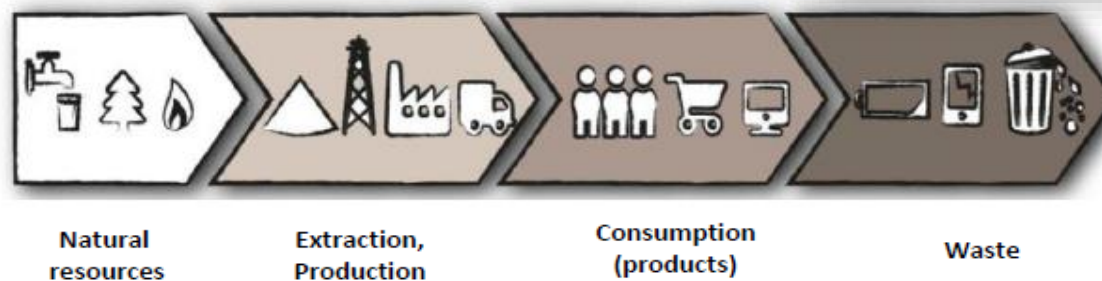 Natural
resources
Extraction,
Production
Consumption
(products)
Waste